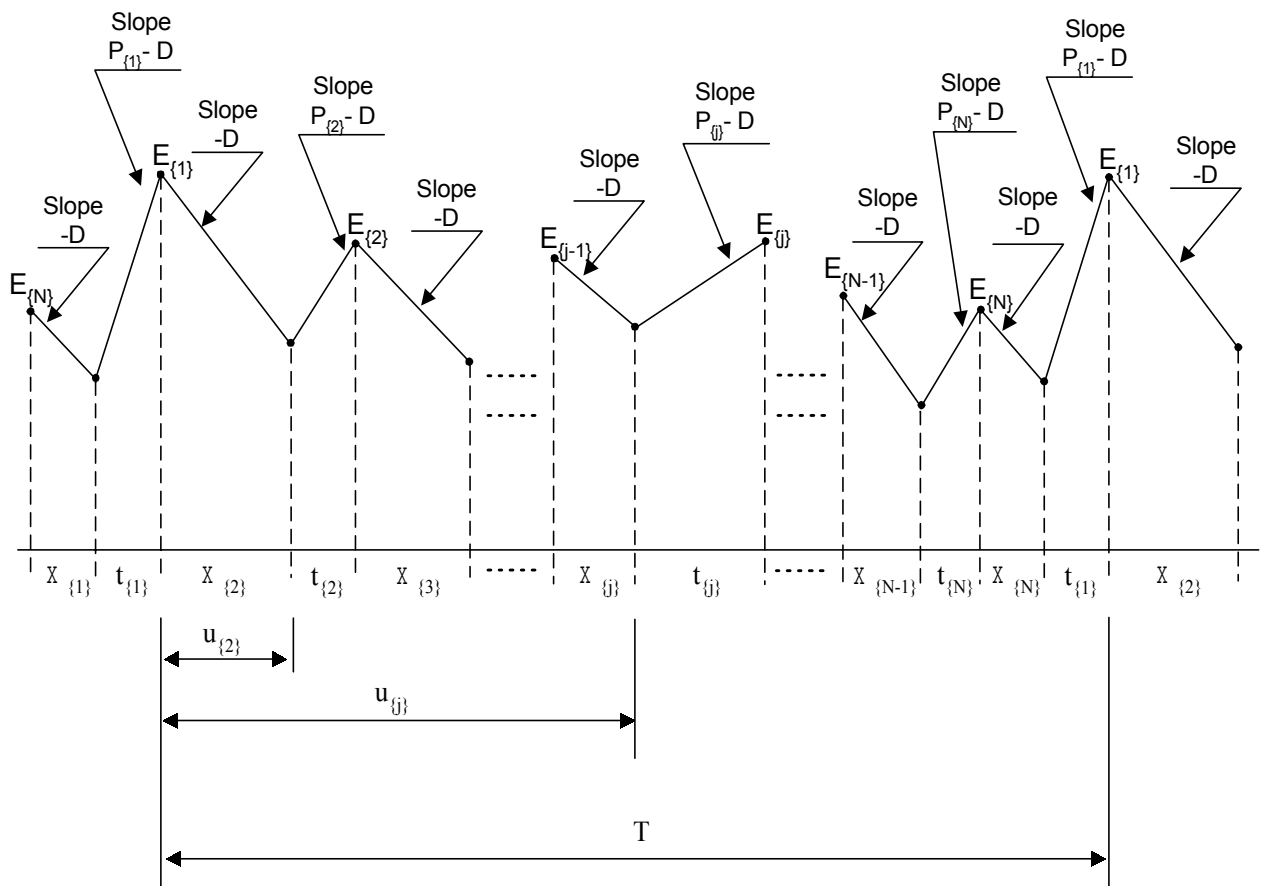 Slope
P_{1}- D
Slope
-D
E_{1}
Slope
P_{2}- D
Slope
-D
E_{N}
E_{2}
Slope
-D
Slope
-D
E_{j-1}
Slope
P_{j}- D
E_{j}
Slope
-D
E_{N-1}
Slope
P_{N}- D
E_{N}
Slope
-D
Slope
P_{1}- D
E_{1}
Slope
-D
X_{1} t_{1} X_{2} t_{2} X_{3} ...... X_{j} t_{j} ...... X_{N-1} t_{N} X_{N} t_{1} X_{2}
u_{2}
u_{j}
T